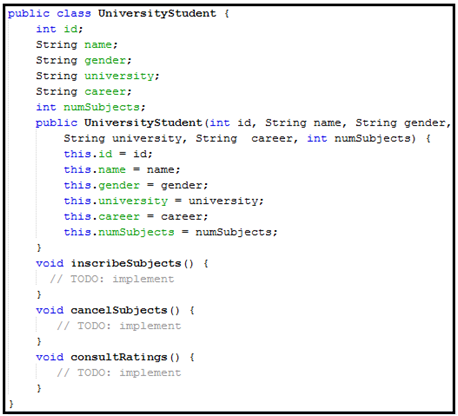 public class UniversityStudent {
int id;
String name;
String gender;
String university;
String career;
int numSubjects;
public UniversityStudent(int id, String name, String gender,
String university, String  career, int numSubjects) {
this.id = id;
this.name = name;
this.gender = gender;
this.university = university;
this.career = career;
this.numSubjects = numSubjects;
}
void inscribeSubjects() {
// TODO: implement
}
void cancelSubjects() {
// TODO: implement
}
void consultRatings() {
// TODO: implement
}
}